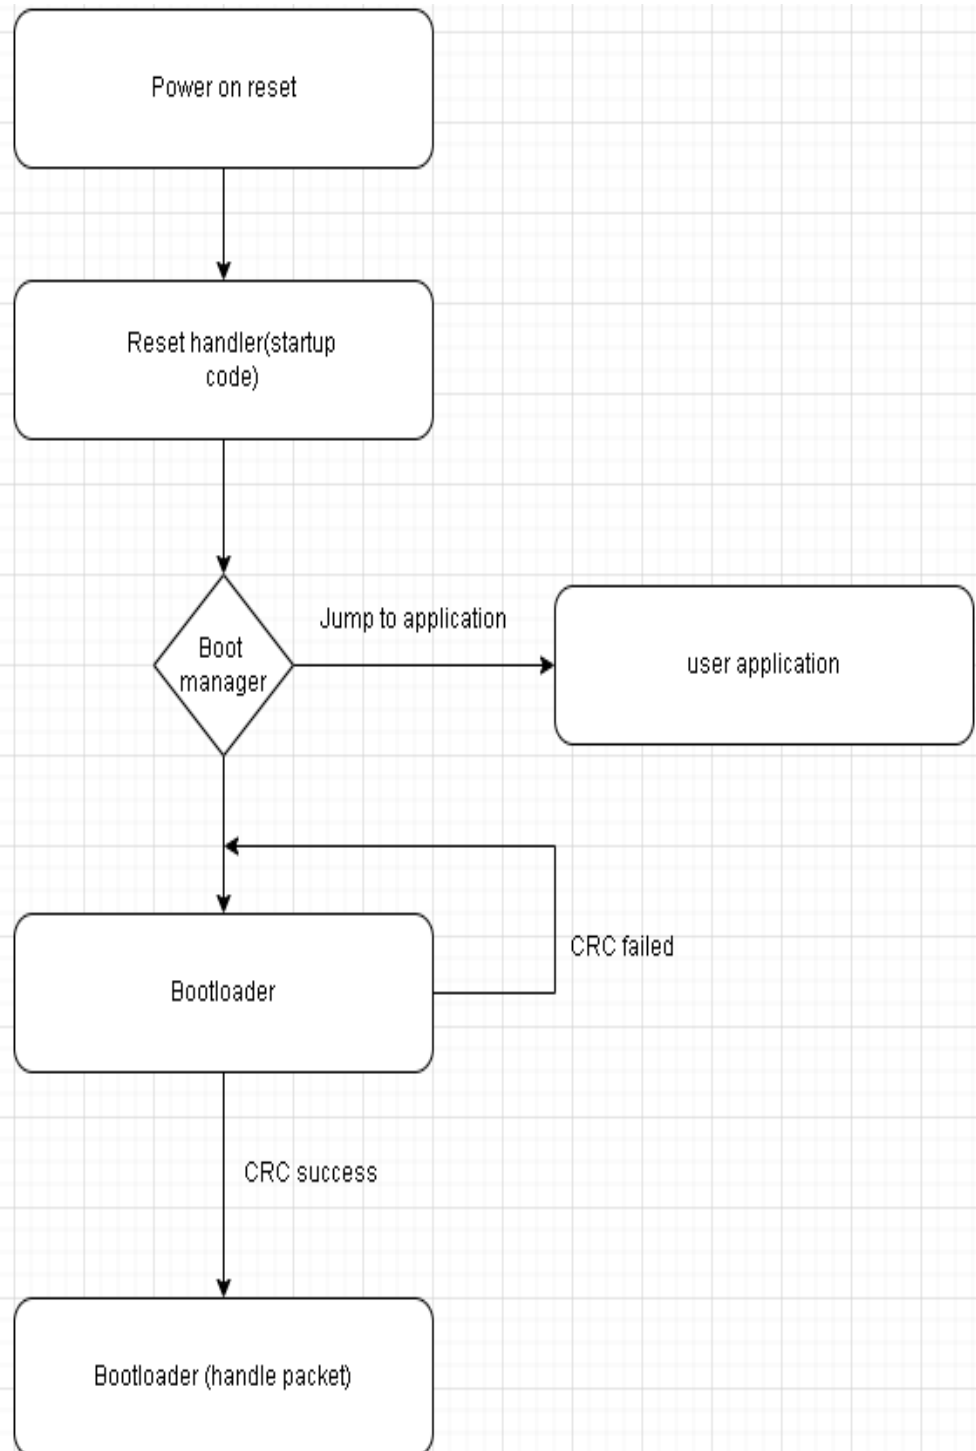 Power on reset
Reset handler(startup
code)
Boot
manager
Jump to application
user application
CRC failed
Bootloader
CRC success
Bootloader (handle packet)